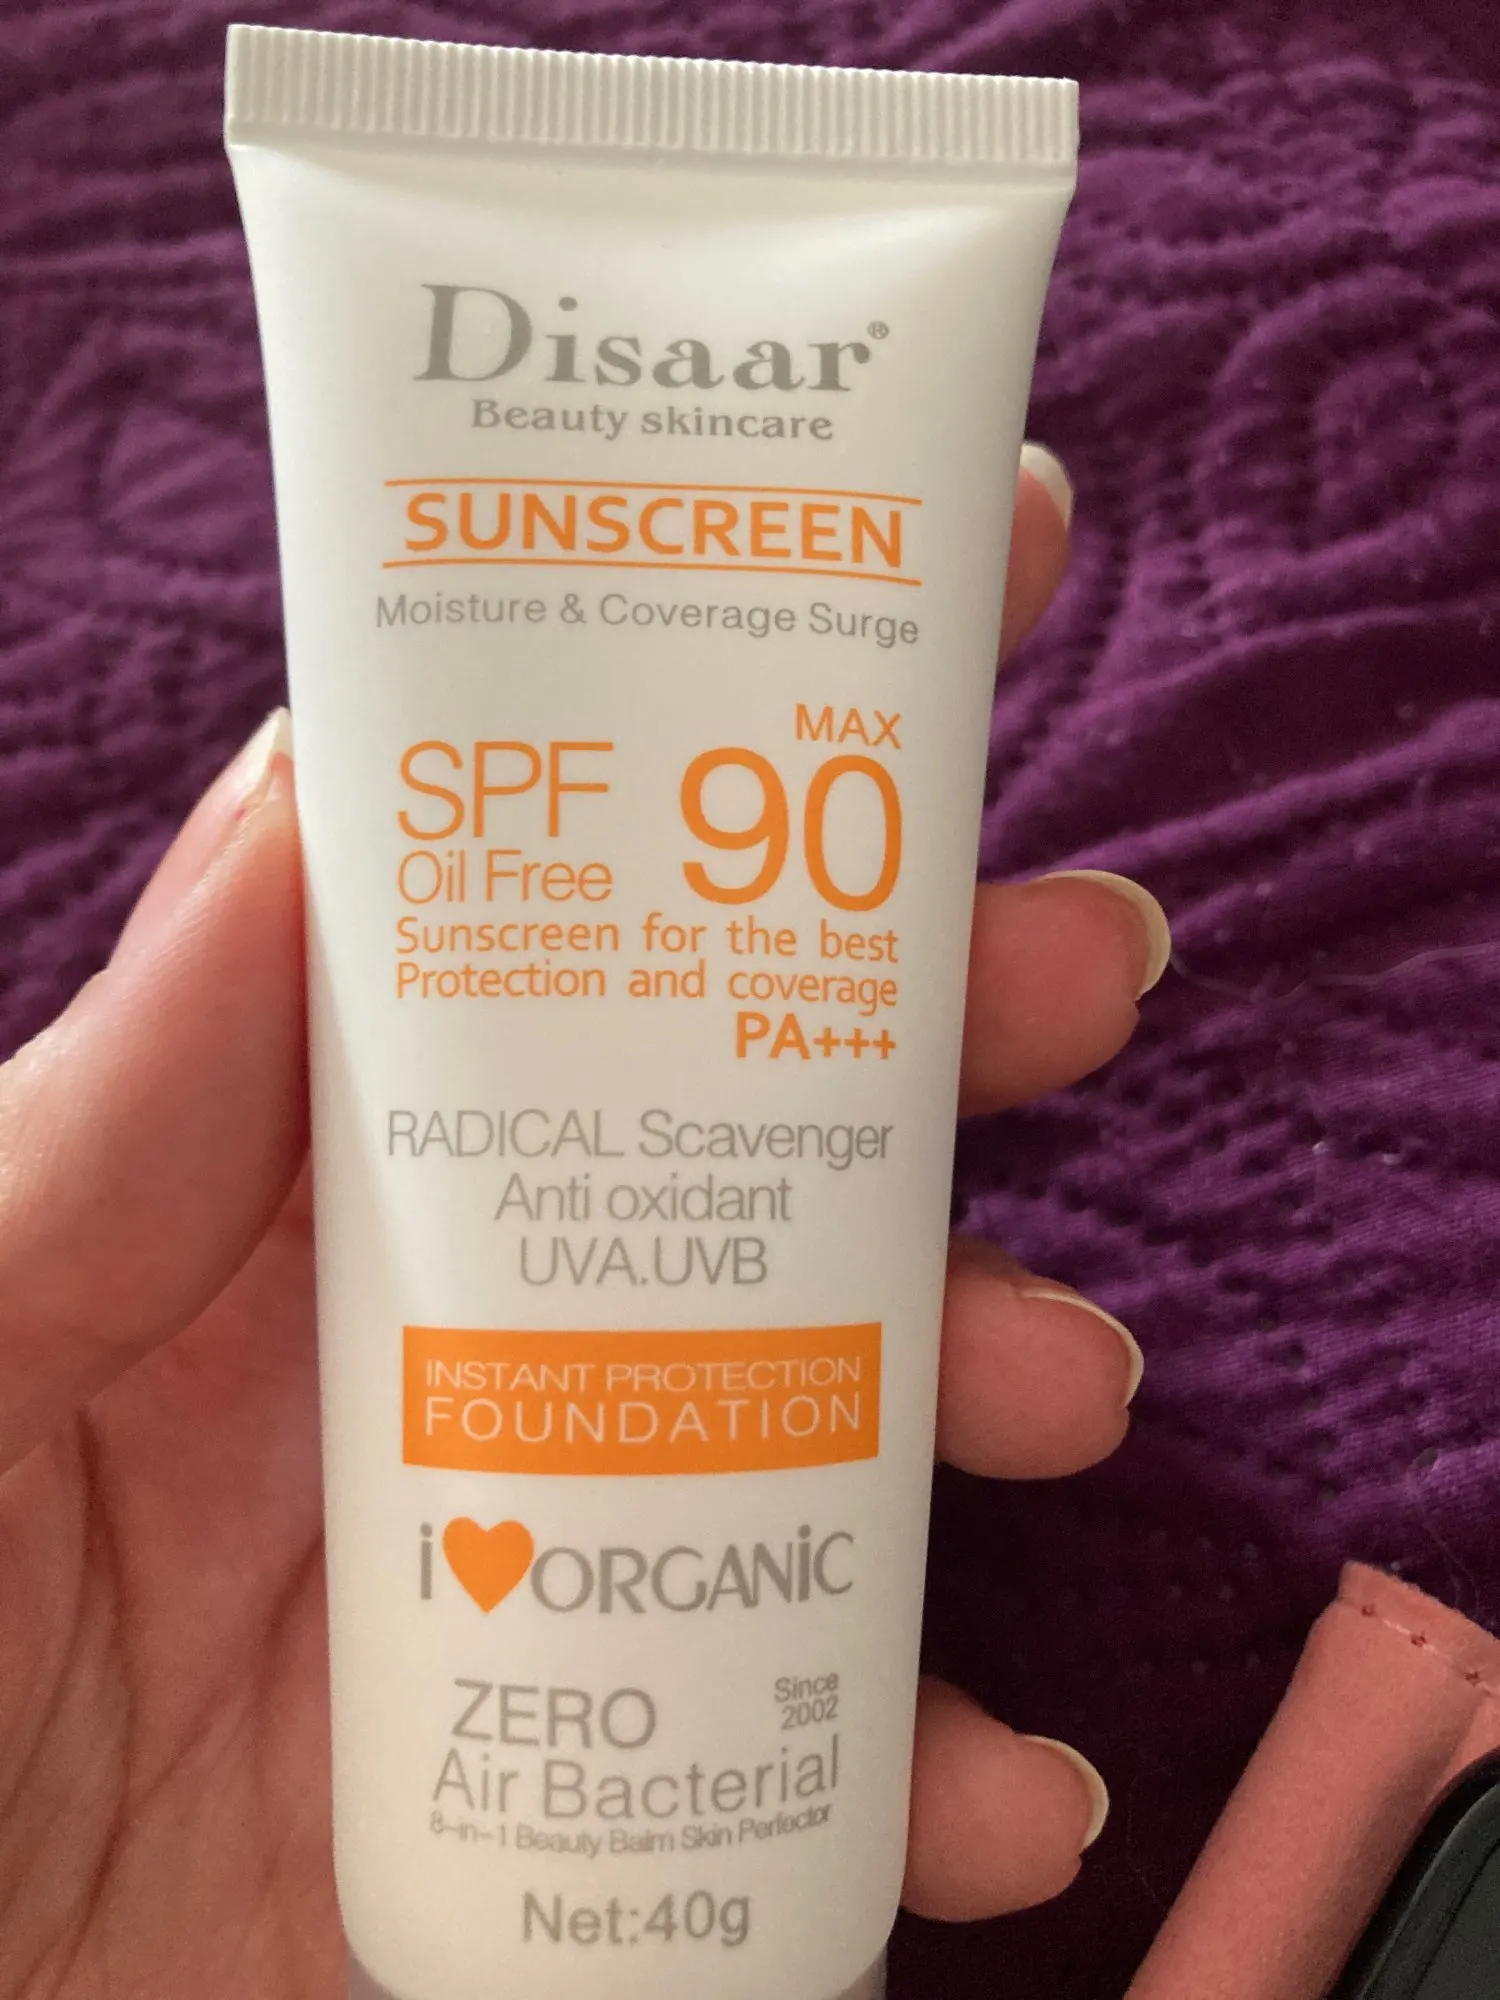 Disaar®
Beauty skincare
SUNSCREEN
Moisture & Coverage Surge
MAX
SPF 90
Oil Free
Sunscreen for the best
Protection and coverage
PA+++
RADICAL Scavenger
Anti oxidant
UVA.UVB
INSTANT PROTECTION
FOUNDATION
i ♥ ORGANiC
ZERO
Since
2002
Air Bacterial
8-in-1 Beauty Balm Skin Perfector
Net:40g